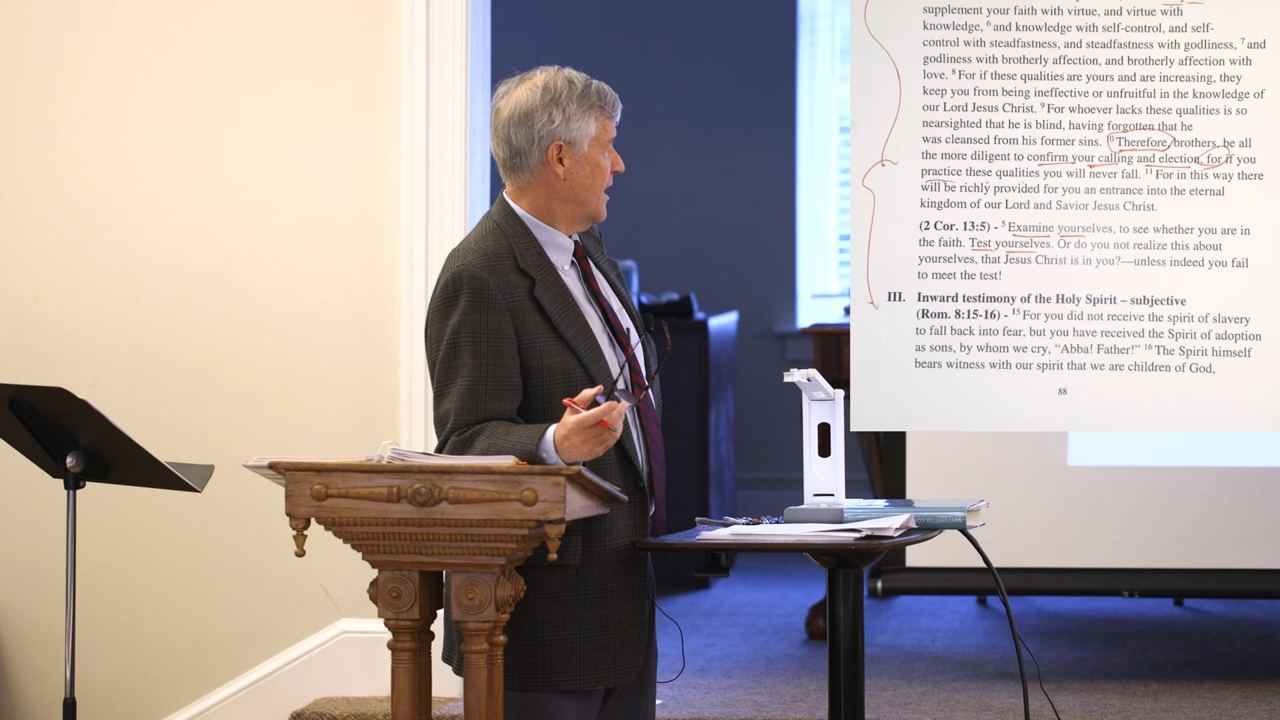 supplement your faith with virtue, and virtue with
knowledge, ⁶ and knowledge with self-control, and self-
control with steadfastness, and steadfastness with godliness, ⁷ and
godliness with brotherly affection, and brotherly affection with
love. ⁸ For if these qualities are yours and are increasing, they
keep you from being ineffective or unfruitful in the knowledge of
our Lord Jesus Christ. ⁹ For whoever lacks these qualities is so
nearsighted that he is blind, having forgotten that he
was cleansed from his former sins. ¹⁰ Therefore, brothers, be all
the more diligent to confirm your calling and election, for if you
practice these qualities you will never fall. ¹¹ For in this way there
will be richly provided for you an entrance into the eternal
kingdom of our Lord and Savior Jesus Christ.
(2 Cor. 13:5) - ⁵ Examine yourselves, to see whether you are in
the faith. Test yourselves. Or do you not realize this about
yourselves, that Jesus Christ is in you?—unless indeed you fail
to meet the test!
III. Inward testimony of the Holy Spirit – subjective
(Rom. 8:15-16) - ¹⁵ For you did not receive the spirit of slavery
to fall back into fear, but you have received the Spirit of adoption
as sons, by whom we cry, “Abba! Father!” ¹⁶ The Spirit himself
bears witness with our spirit that we are children of God,
88